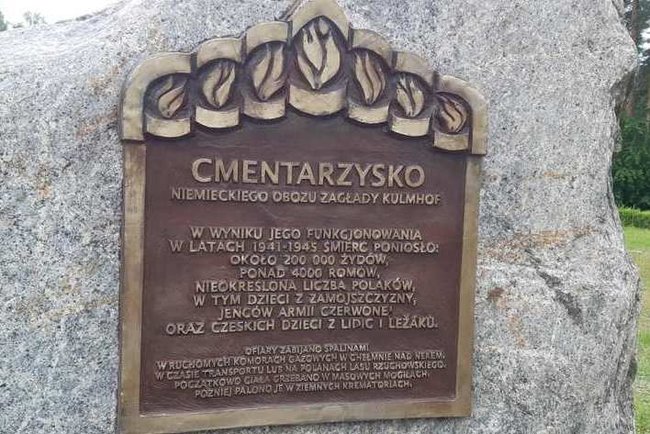 CMENTARZYSKO
NIEMIECKIEGO OBOZU ZAGŁADY KULMHOF
W WYNIKU JEGO FUNKCJONOWANIA
W LATACH 1941-1945 ŚMIERĆ PONIOSŁO:
OKOŁO 200 000 ŻYDÓW,
PONAD 4000 ROMÓW,
NIEOKREŚLONA LICZBA POLAKÓW,
W TYM DZIECI Z ZAMOJSZCZYZNY,
JEŃCÓW ARMII CZERWONEJ
ORAZ CZESKICH DZIECI Z LIDIC I LEŽÁKÚ.
OFIARY ZABIJANO SPALINAMI
W RUCHOMYCH KOMORACH GAZOWYCH W CHEŁMNIE NAD NEREM,
W CZASIE TRANSPORTU LUB NA POLANACH LASU RZUCHOWSKIEGO.
POCZĄTKOWO CIAŁA GRZEBANO W MASOWYCH MOGIŁACH,
PÓŹNIEJ PALONO JE W ZIEMNYCH KREMATORIACH.